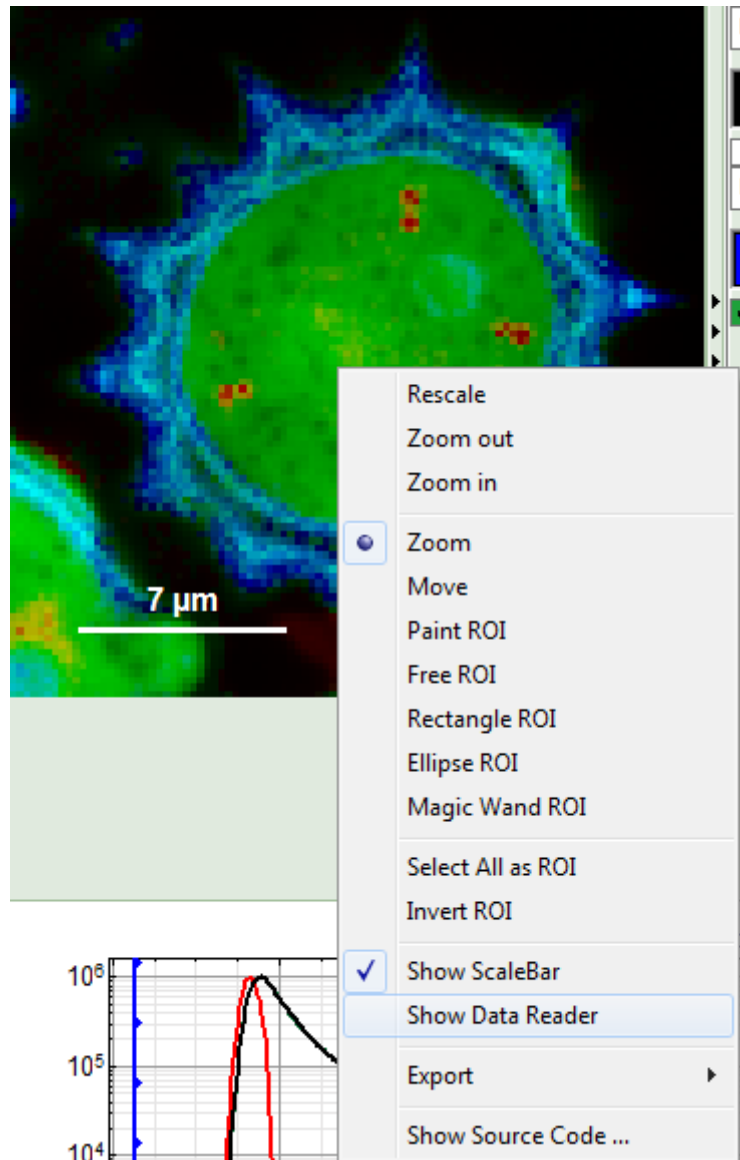 7 µm
Rescale
Zoom out
Zoom in
Zoom
Move
Paint ROI
Free ROI
Rectangle ROI
Ellipse ROI
Magic Wand ROI
Select All as ROI
Invert ROI
Show ScaleBar
Show Data Reader
Export
Show Source Code ...
10⁶
10⁵
10⁴